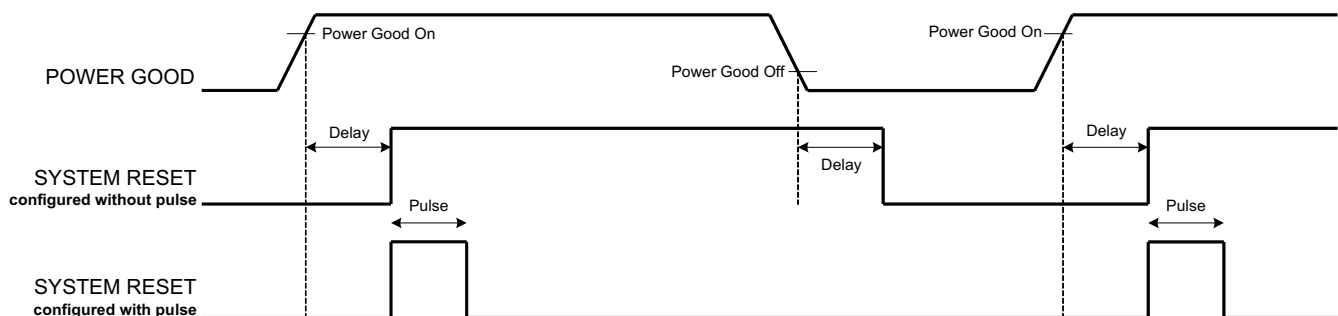 Power Good On
Power Good On
POWER GOOD
Power Good Off
Delay
Delay
Delay
SYSTEM RESET
configured without pulse
Pulse
Pulse
SYSTEM RESET
configured with pulse